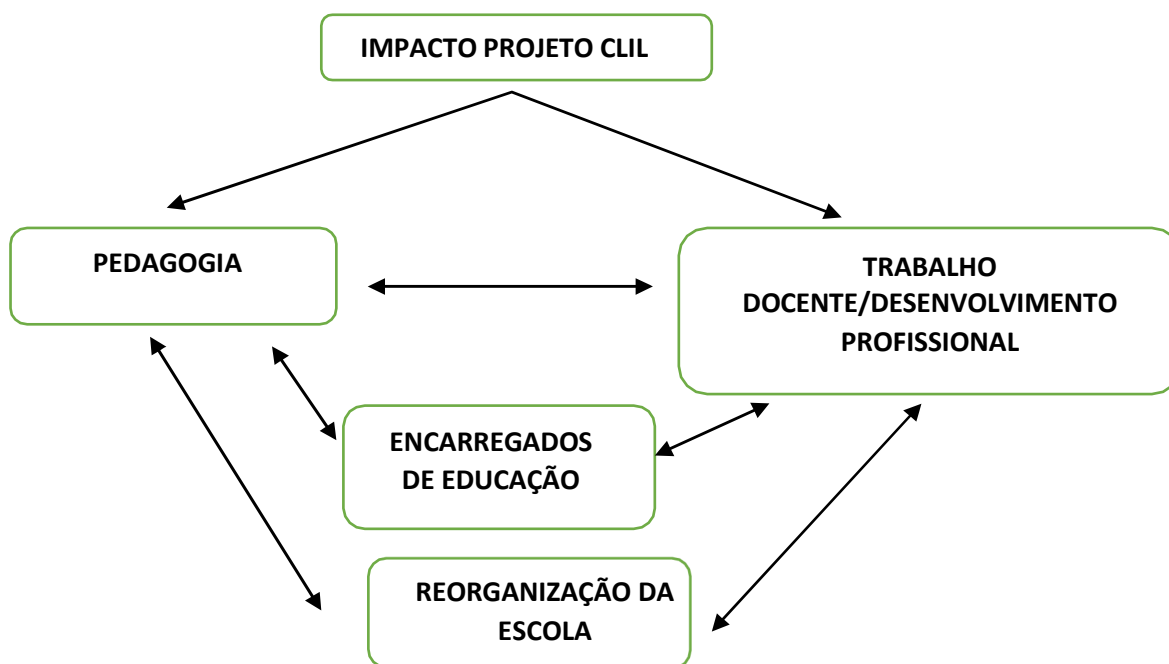 IMPACTO PROJETO CLIL
PEDAGOGIA
TRABALHO
DOCENTE/DESENVOLVIMENTO
PROFISSIONAL
ENCARREGADOS
DE EDUCAÇÃO
REORGANIZAÇÃO DA
ESCOLA